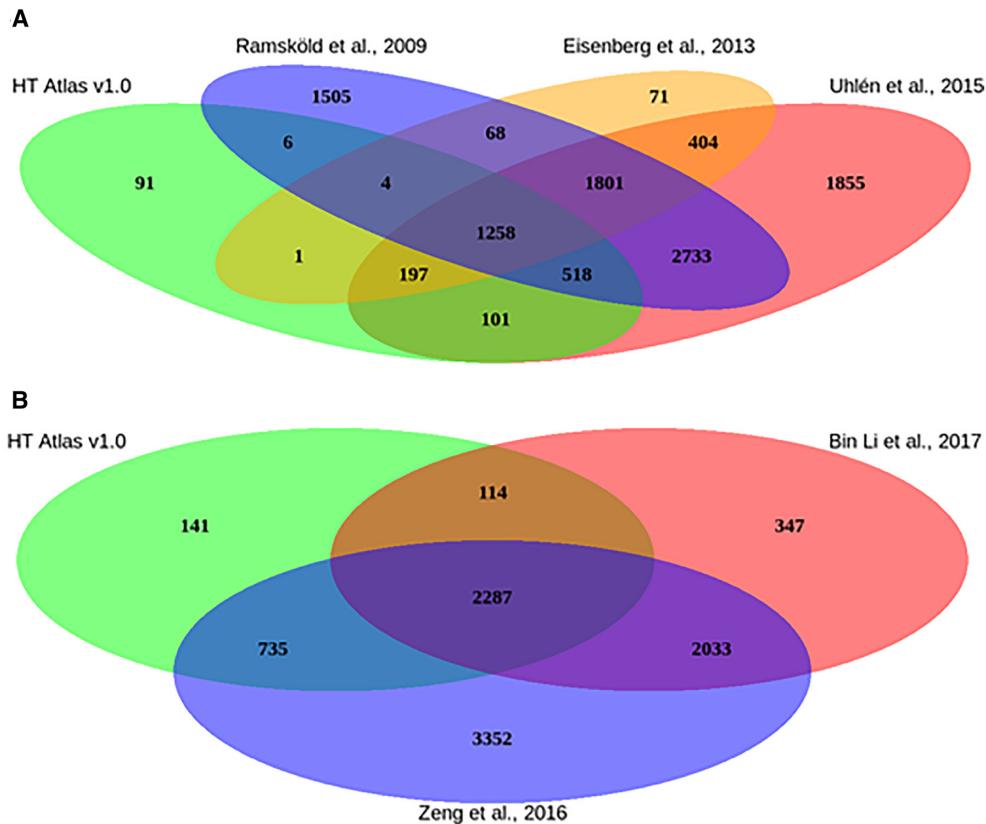 A
Ramsköld et al., 2009
Eisenberg et al., 2013
HT Atlas v1.0
Uhlén et al., 2015
1505
71
6
68
404
91
4
1801
1855
1258
1
197
518
2733
101
B
HT Atlas v1.0
Bin Li et al., 2017
114
141
347
2287
735
2033
3352
Zeng et al., 2016